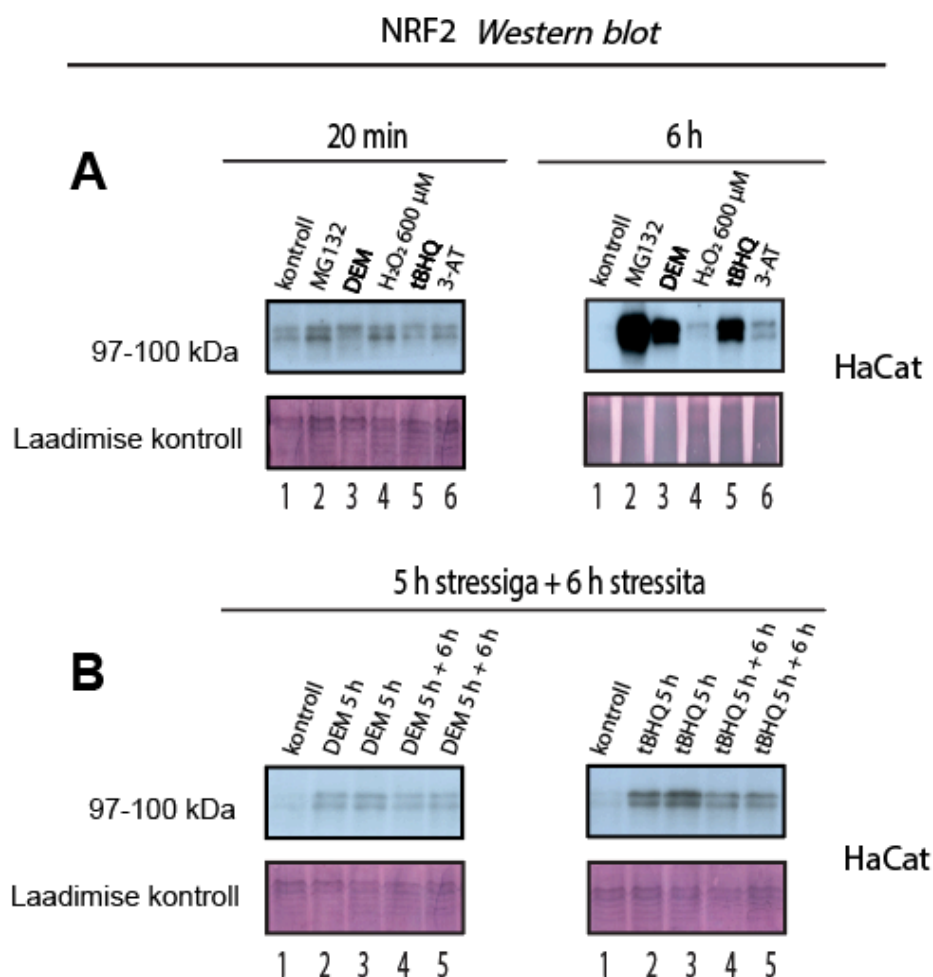 NRF2 Western blot
A
20 min
6 h
kontroll
MG132
DEM
H₂O₂ 600 µM
tBHQ
3-AT
kontroll
MG132
DEM
H₂O₂ 600 µM
tBHQ
3-AT
97-100 kDa
HaCat
Laadimise kontroll
1 2 3 4 5 6
1 2 3 4 5 6
5 h stressiga + 6 h stressita
B
kontroll
DEM 5 h
DEM 5 h
DEM 5 h + 6 h
DEM 5 h + 6 h
kontroll
tBHQ 5 h
tBHQ 5 h
tBHQ 5 h + 6 h
tBHQ 5 h + 6 h
97-100 kDa
HaCat
Laadimise kontroll
1 2 3 4 5
1 2 3 4 5